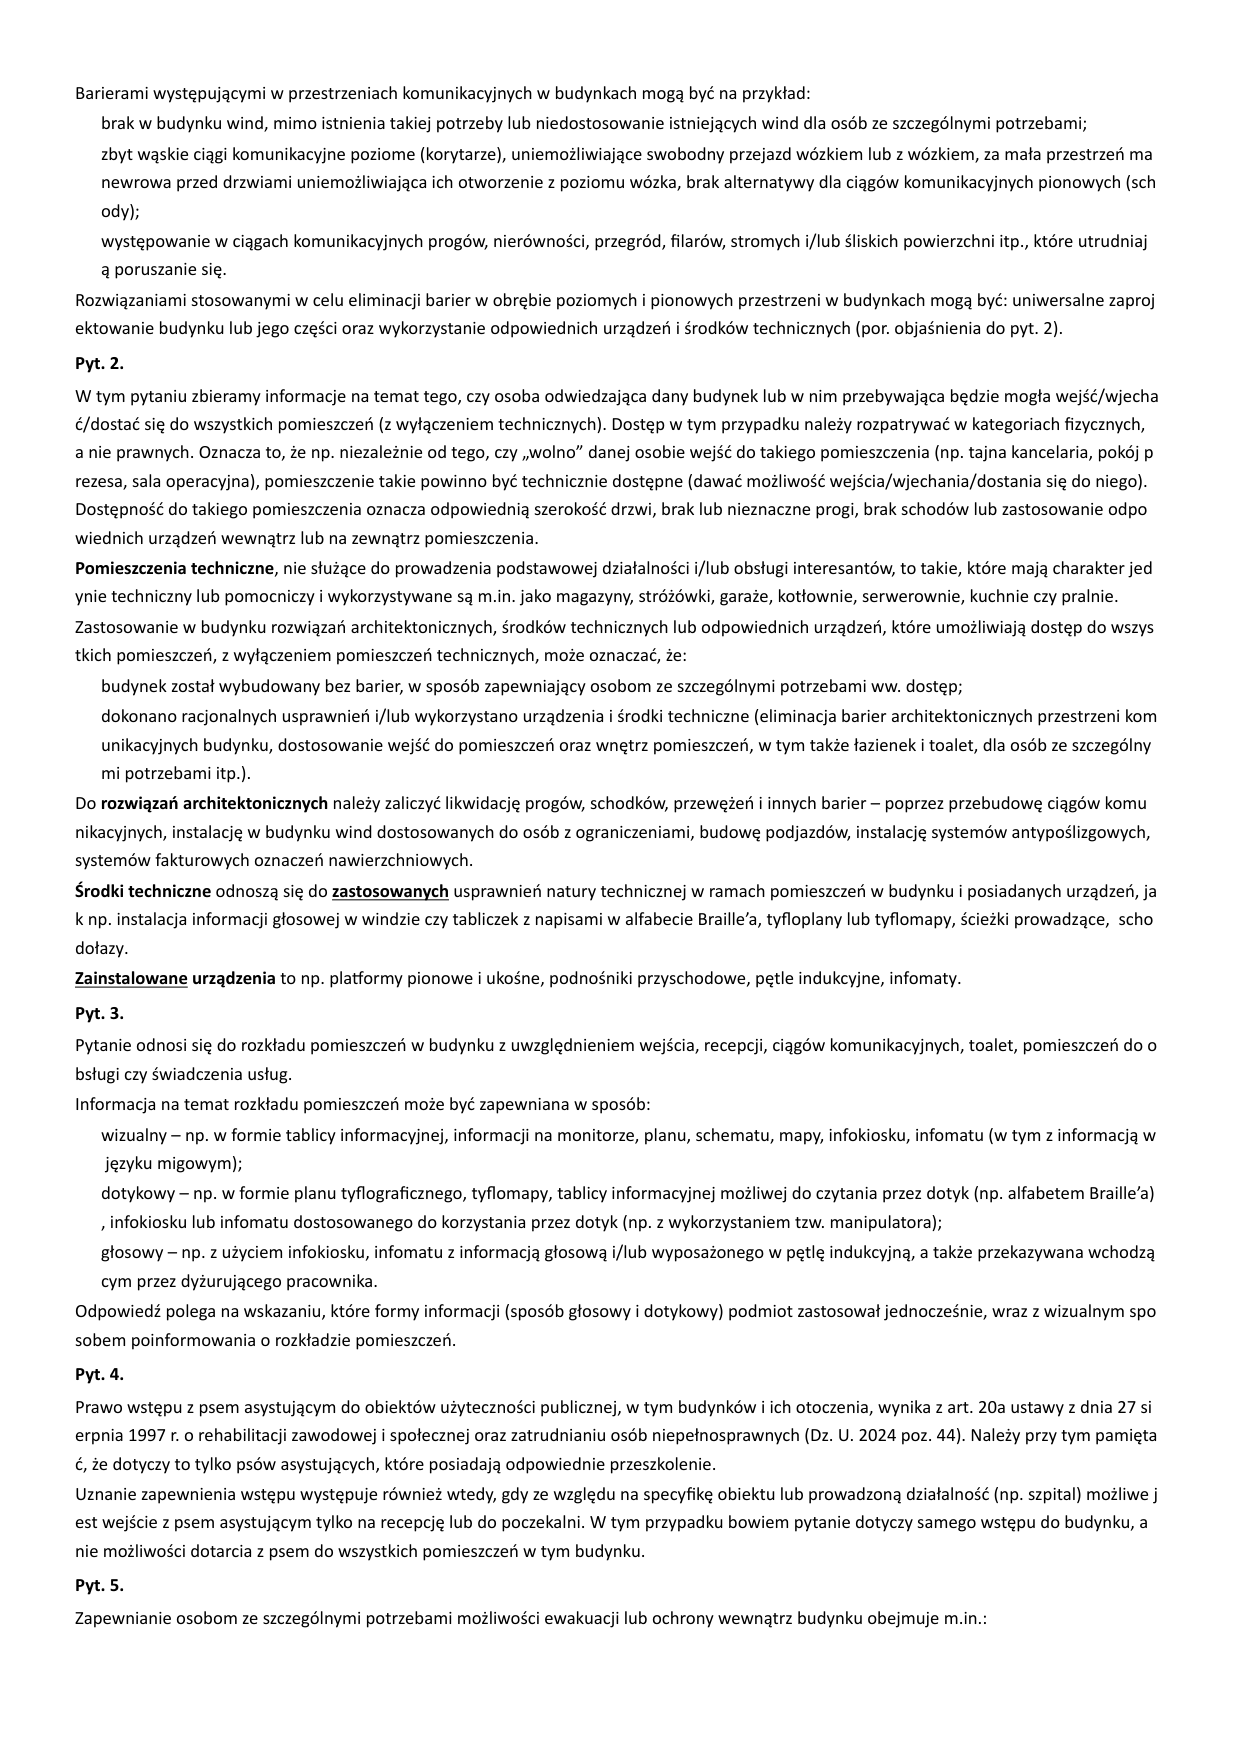 Barierami występującymi w przestrzeniach komunikacyjnych w budynkach mogą być na przykład:
brak w budynku wind, mimo istnienia takiej potrzeby lub niedostosowanie istniejących wind dla osób ze szczególnymi potrzebami;
zbyt wąskie ciągi komunikacyjne poziome (korytarze), uniemożliwiające swobodny przejazd wózkiem lub z wózkiem, za mała przestrzeń ma
newrowa przed drzwiami uniemożliwiająca ich otworzenie z poziomu wózka, brak alternatywy dla ciągów komunikacyjnych pionowych (sch
ody);
występowanie w ciągach komunikacyjnych progów, nierówności, przegród, filarów, stromych i/lub śliskich powierzchni itp., które utrudniaj
ą poruszanie się.
Rozwiązaniami stosowanymi w celu eliminacji barier w obrębie poziomych i pionowych przestrzeni w budynkach mogą być: uniwersalne zaproj
ektowanie budynku lub jego części oraz wykorzystanie odpowiednich urządzeń i środków technicznych (por. objaśnienia do pyt. 2).
Pyt. 2.
W tym pytaniu zbieramy informacje na temat tego, czy osoba odwiedzająca dany budynek lub w nim przebywająca będzie mogła wejść/wjecha
ć/dostać się do wszystkich pomieszczeń (z wyłączeniem technicznych). Dostęp w tym przypadku należy rozpatrywać w kategoriach fizycznych,
a nie prawnych. Oznacza to, że np. niezależnie od tego, czy „wolno” danej osobie wejść do takiego pomieszczenia (np. tajna kancelaria, pokój p
rezesa, sala operacyjna), pomieszczenie takie powinno być technicznie dostępne (dawać możliwość wejścia/wjechania/dostania się do niego).
Dostępność do takiego pomieszczenia oznacza odpowiednią szerokość drzwi, brak lub nieznaczne progi, brak schodów lub zastosowanie odpo
wiednich urządzeń wewnątrz lub na zewnątrz pomieszczenia.
Pomieszczenia techniczne, nie służące do prowadzenia podstawowej działalności i/lub obsługi interesantów, to takie, które mają charakter jed
ynie techniczny lub pomocniczy i wykorzystywane są m.in. jako magazyny, stróżówki, garaże, kotłownie, serwerownie, kuchnie czy pralnie.
Zastosowanie w budynku rozwiązań architektonicznych, środków technicznych lub odpowiednich urządzeń, które umożliwiają dostęp do wszys
tkich pomieszczeń, z wyłączeniem pomieszczeń technicznych, może oznaczać, że:
budynek został wybudowany bez barier, w sposób zapewniający osobom ze szczególnymi potrzebami ww. dostęp;
dokonano racjonalnych usprawnień i/lub wykorzystano urządzenia i środki techniczne (eliminacja barier architektonicznych przestrzeni kom
unikacyjnych budynku, dostosowanie wejść do pomieszczeń oraz wnętrz pomieszczeń, w tym także łazienek i toalet, dla osób ze szczególny
mi potrzebami itp.).
Do rozwiązań architektonicznych należy zaliczyć likwidację progów, schodków, przewężeń i innych barier – poprzez przebudowę ciągów komu
nikacyjnych, instalację w budynku wind dostosowanych do osób z ograniczeniami, budowę podjazdów, instalację systemów antypoślizgowych,
systemów fakturowych oznaczeń nawierzchniowych.
Środki techniczne odnoszą się do zastosowanych usprawnień natury technicznej w ramach pomieszczeń w budynku i posiadanych urządzeń, ja
k np. instalacja informacji głosowej w windzie czy tabliczek z napisami w alfabecie Braille’a, tyfloplany lub tyflomapy, ścieżki prowadzące,  scho
dołazy.
Zainstalowane urządzenia to np. platformy pionowe i ukośne, podnośniki przyschodowe, pętle indukcyjne, infomaty.
Pyt. 3.
Pytanie odnosi się do rozkładu pomieszczeń w budynku z uwzględnieniem wejścia, recepcji, ciągów komunikacyjnych, toalet, pomieszczeń do o
bsługi czy świadczenia usług.
Informacja na temat rozkładu pomieszczeń może być zapewniana w sposób:
wizualny – np. w formie tablicy informacyjnej, informacji na monitorze, planu, schematu, mapy, infokiosku, infomatu (w tym z informacją w
języku migowym);
dotykowy – np. w formie planu tyflograficznego, tyflomapy, tablicy informacyjnej możliwej do czytania przez dotyk (np. alfabetem Braille’a)
, infokiosku lub infomatu dostosowanego do korzystania przez dotyk (np. z wykorzystaniem tzw. manipulatora);
głosowy – np. z użyciem infokiosku, infomatu z informacją głosową i/lub wyposażonego w pętlę indukcyjną, a także przekazywana wchodzą
cym przez dyżurującego pracownika.
Odpowiedź polega na wskazaniu, które formy informacji (sposób głosowy i dotykowy) podmiot zastosował jednocześnie, wraz z wizualnym spo
sobem poinformowania o rozkładzie pomieszczeń.
Pyt. 4.
Prawo wstępu z psem asystującym do obiektów użyteczności publicznej, w tym budynków i ich otoczenia, wynika z art. 20a ustawy z dnia 27 si
erpnia 1997 r. o rehabilitacji zawodowej i społecznej oraz zatrudnianiu osób niepełnosprawnych (Dz. U. 2024 poz. 44). Należy przy tym pamięta
ć, że dotyczy to tylko psów asystujących, które posiadają odpowiednie przeszkolenie.
Uznanie zapewnienia wstępu występuje również wtedy, gdy ze względu na specyfikę obiektu lub prowadzoną działalność (np. szpital) możliwe j
est wejście z psem asystującym tylko na recepcję lub do poczekalni. W tym przypadku bowiem pytanie dotyczy samego wstępu do budynku, a
nie możliwości dotarcia z psem do wszystkich pomieszczeń w tym budynku.
Pyt. 5.
Zapewnianie osobom ze szczególnymi potrzebami możliwości ewakuacji lub ochrony wewnątrz budynku obejmuje m.in.: